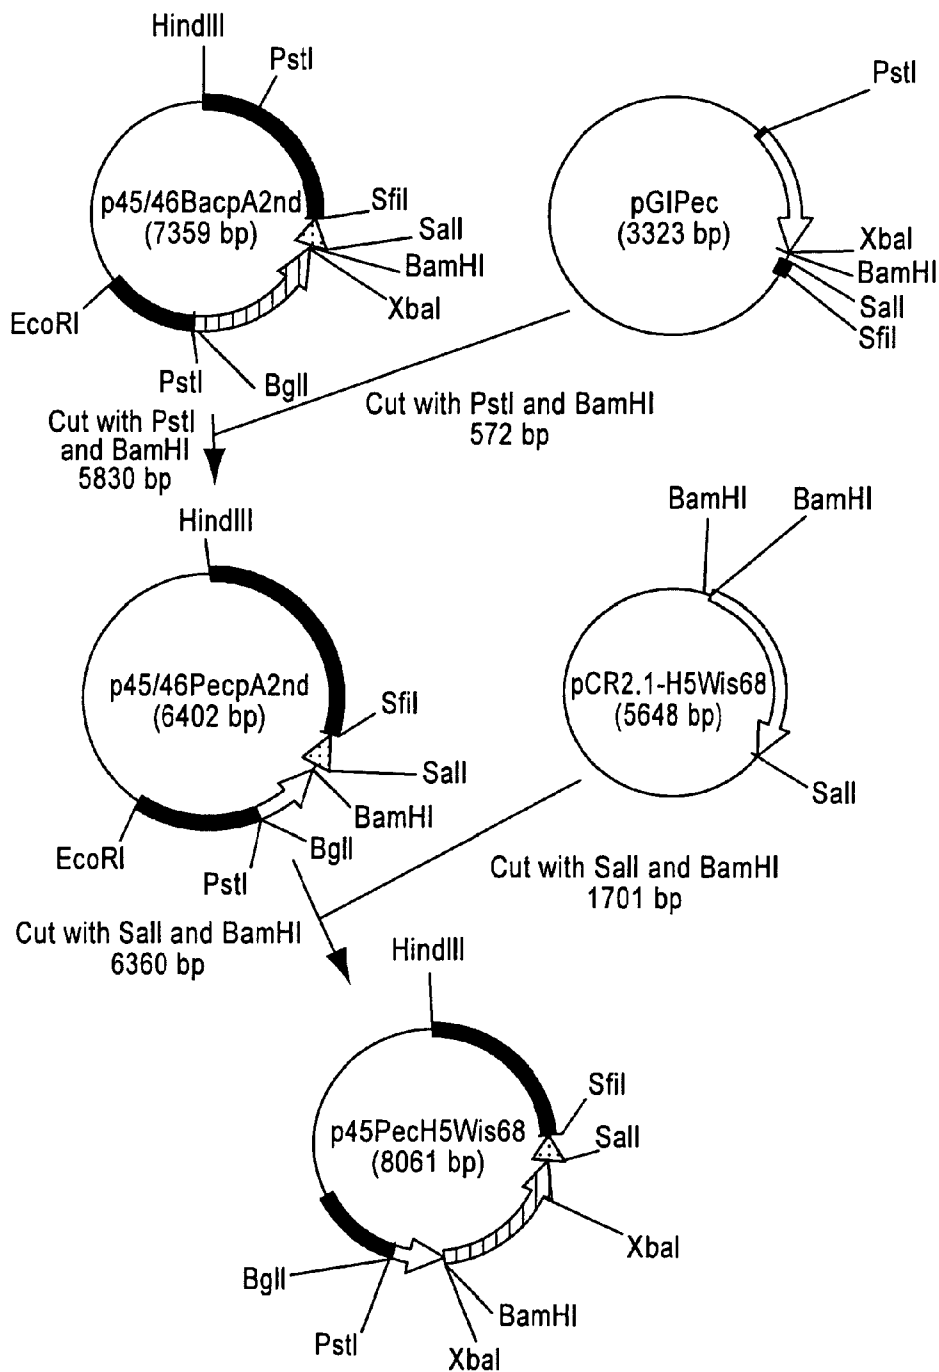 HindIII
PstI
p45/46BacpA2nd
(7359 bp)
SfiI
SalI
BamHI
XbaI
EcoRI
PstI
BglI
PstI
pGIPec
(3323 bp)
XbaI
BamHI
SalI
SfiI
Cut with PstI
and BamHI
5830 bp
Cut with PstI and BamHI
572 bp
HindIII
p45/46PecpA2nd
(6402 bp)
SfiI
SalI
BamHI
BglI
EcoRI
PstI
BamHI
BamHI
pCR2.1-H5Wis68
(5648 bp)
SalI
Cut with SalI and BamHI
1701 bp
Cut with SalI and BamHI
6360 bp
HindIII
p45PecH5Wis68
(8061 bp)
SfiI
SalI
XbaI
BglI
PstI
BamHI
XbaI